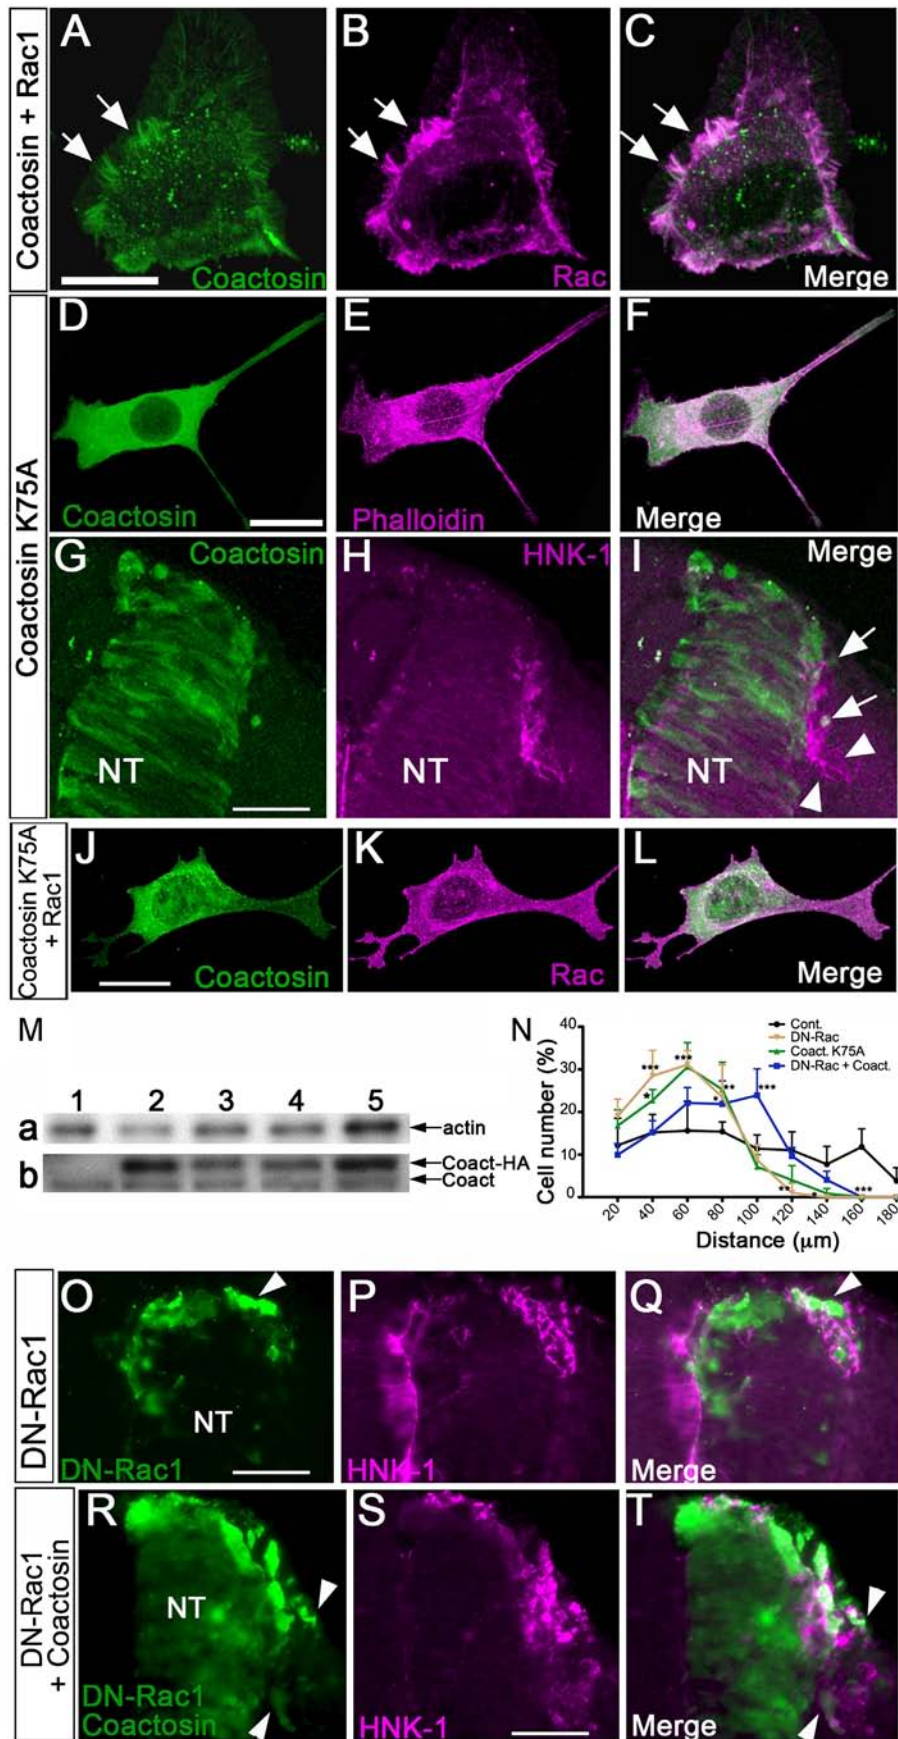 Coactosin + Rac1
A
B
C
Coactosin
Rac
Merge
Coactosin K75A
D
E
F
Coactosin
Phalloidin
Merge
G
Coactosin
H
HNK-1
I
Merge
NT
NT
NT
Coactosin K75A
+ Rac1
J
K
L
Coactosin
Rac
Merge
M
1 2 3 4 5
a
actin
b
Coact-HA
Coact
N
Cell number (%)
40
30
20
10
0
Cont.
DN-Rac
Coact. K75A
DN-Rac + Coact.
***
***
*
**
*
***
**
*
***
20 40 60 80 100 120 140 160 180
Distance (μm)
DN-Rac1
O
P
Q
NT
DN-Rac1
HNK-1
Merge
DN-Rac1
+ Coactosin
R
S
T
NT
DN-Rac1
Coactosin
HNK-1
Merge